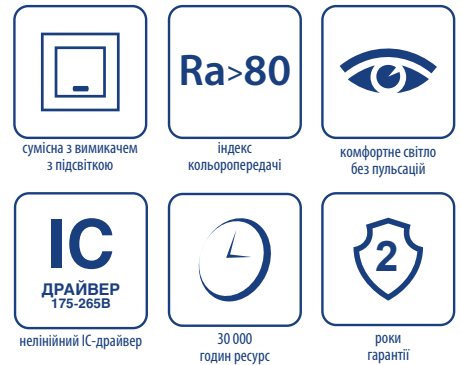 Ra>80
сумісна з вимикачем
з підсвіткою
індекс
кольоропередачі
комфортне світло
без пульсацій
IC
ДРАЙВЕР
175-265В
2
нелінійний ІС-драйвер
30 000
годин ресурс
роки
гарантії